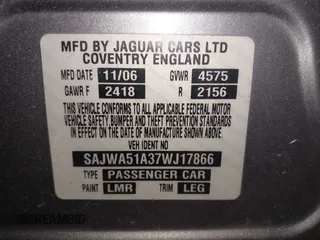 MFD BY JAGUAR CARS LTD
COVENTRY ENGLAND
MFD DATE 11/06 GVWR 4575
GAWR F 2418 R 2156
THIS VEHICLE CONFORMS TO ALL APPLICABLE FEDERAL MOTOR
VEHICLE SAFETY,BUMPER AND THEFT PREVENTION STANDARDS
IN EFFECT ON THE DATE OF MANUFACTURE SHOWN ABOVE
VEH IDENT NO
SAJWA51A37WJ17866
TYPE PASSENGER CAR
PAINT LMR TRIM LEG